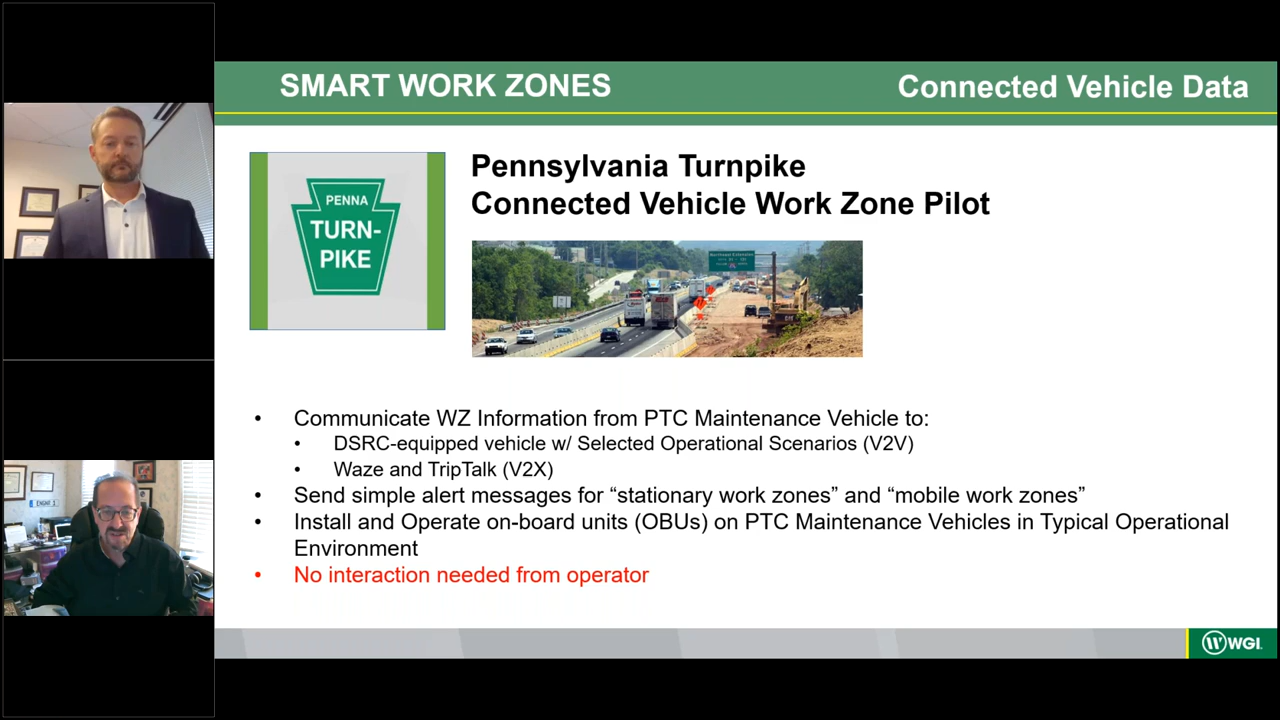 SMART WORK ZONES
Connected Vehicle Data
PENNA
TURN-
PIKE
Pennsylvania Turnpike
Connected Vehicle Work Zone Pilot
Northeast Extension
• Communicate WZ Information from PTC Maintenance Vehicle to:
• DSRC-equipped vehicle w/ Selected Operational Scenarios (V2V)
• Waze and TripTalk (V2X)
• Send simple alert messages for “stationary work zones” and “mobile work zones”
• Install and Operate on-board units (OBUs) on PTC Maintenance Vehicles in Typical Operational
Environment
• No interaction needed from operator
WGI